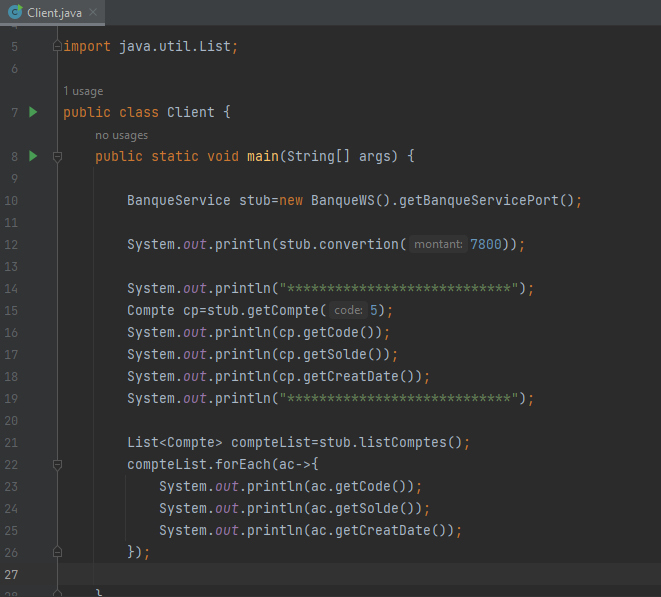 Client.java
5 import java.util.List;
6
1 usage
7 public class Client {
no usages
8 public static void main(String[] args) {
9
10 BanqueService stub=new BanqueWS().getBanqueServicePort();
11
12 System.out.println(stub.convertion( montant: 7800));
13
14 System.out.println("****************************");
15 Compte cp=stub.getCompte( code: 5);
16 System.out.println(cp.getCode());
17 System.out.println(cp.getSolde());
18 System.out.println(cp.getCreatDate());
19 System.out.println("****************************");
20
21 List<Compte> compteList=stub.listComptes();
22 compteList.forEach(ac->{
23 System.out.println(ac.getCode());
24 System.out.println(ac.getSolde());
25 System.out.println(ac.getCreatDate());
26 });
27
28 }